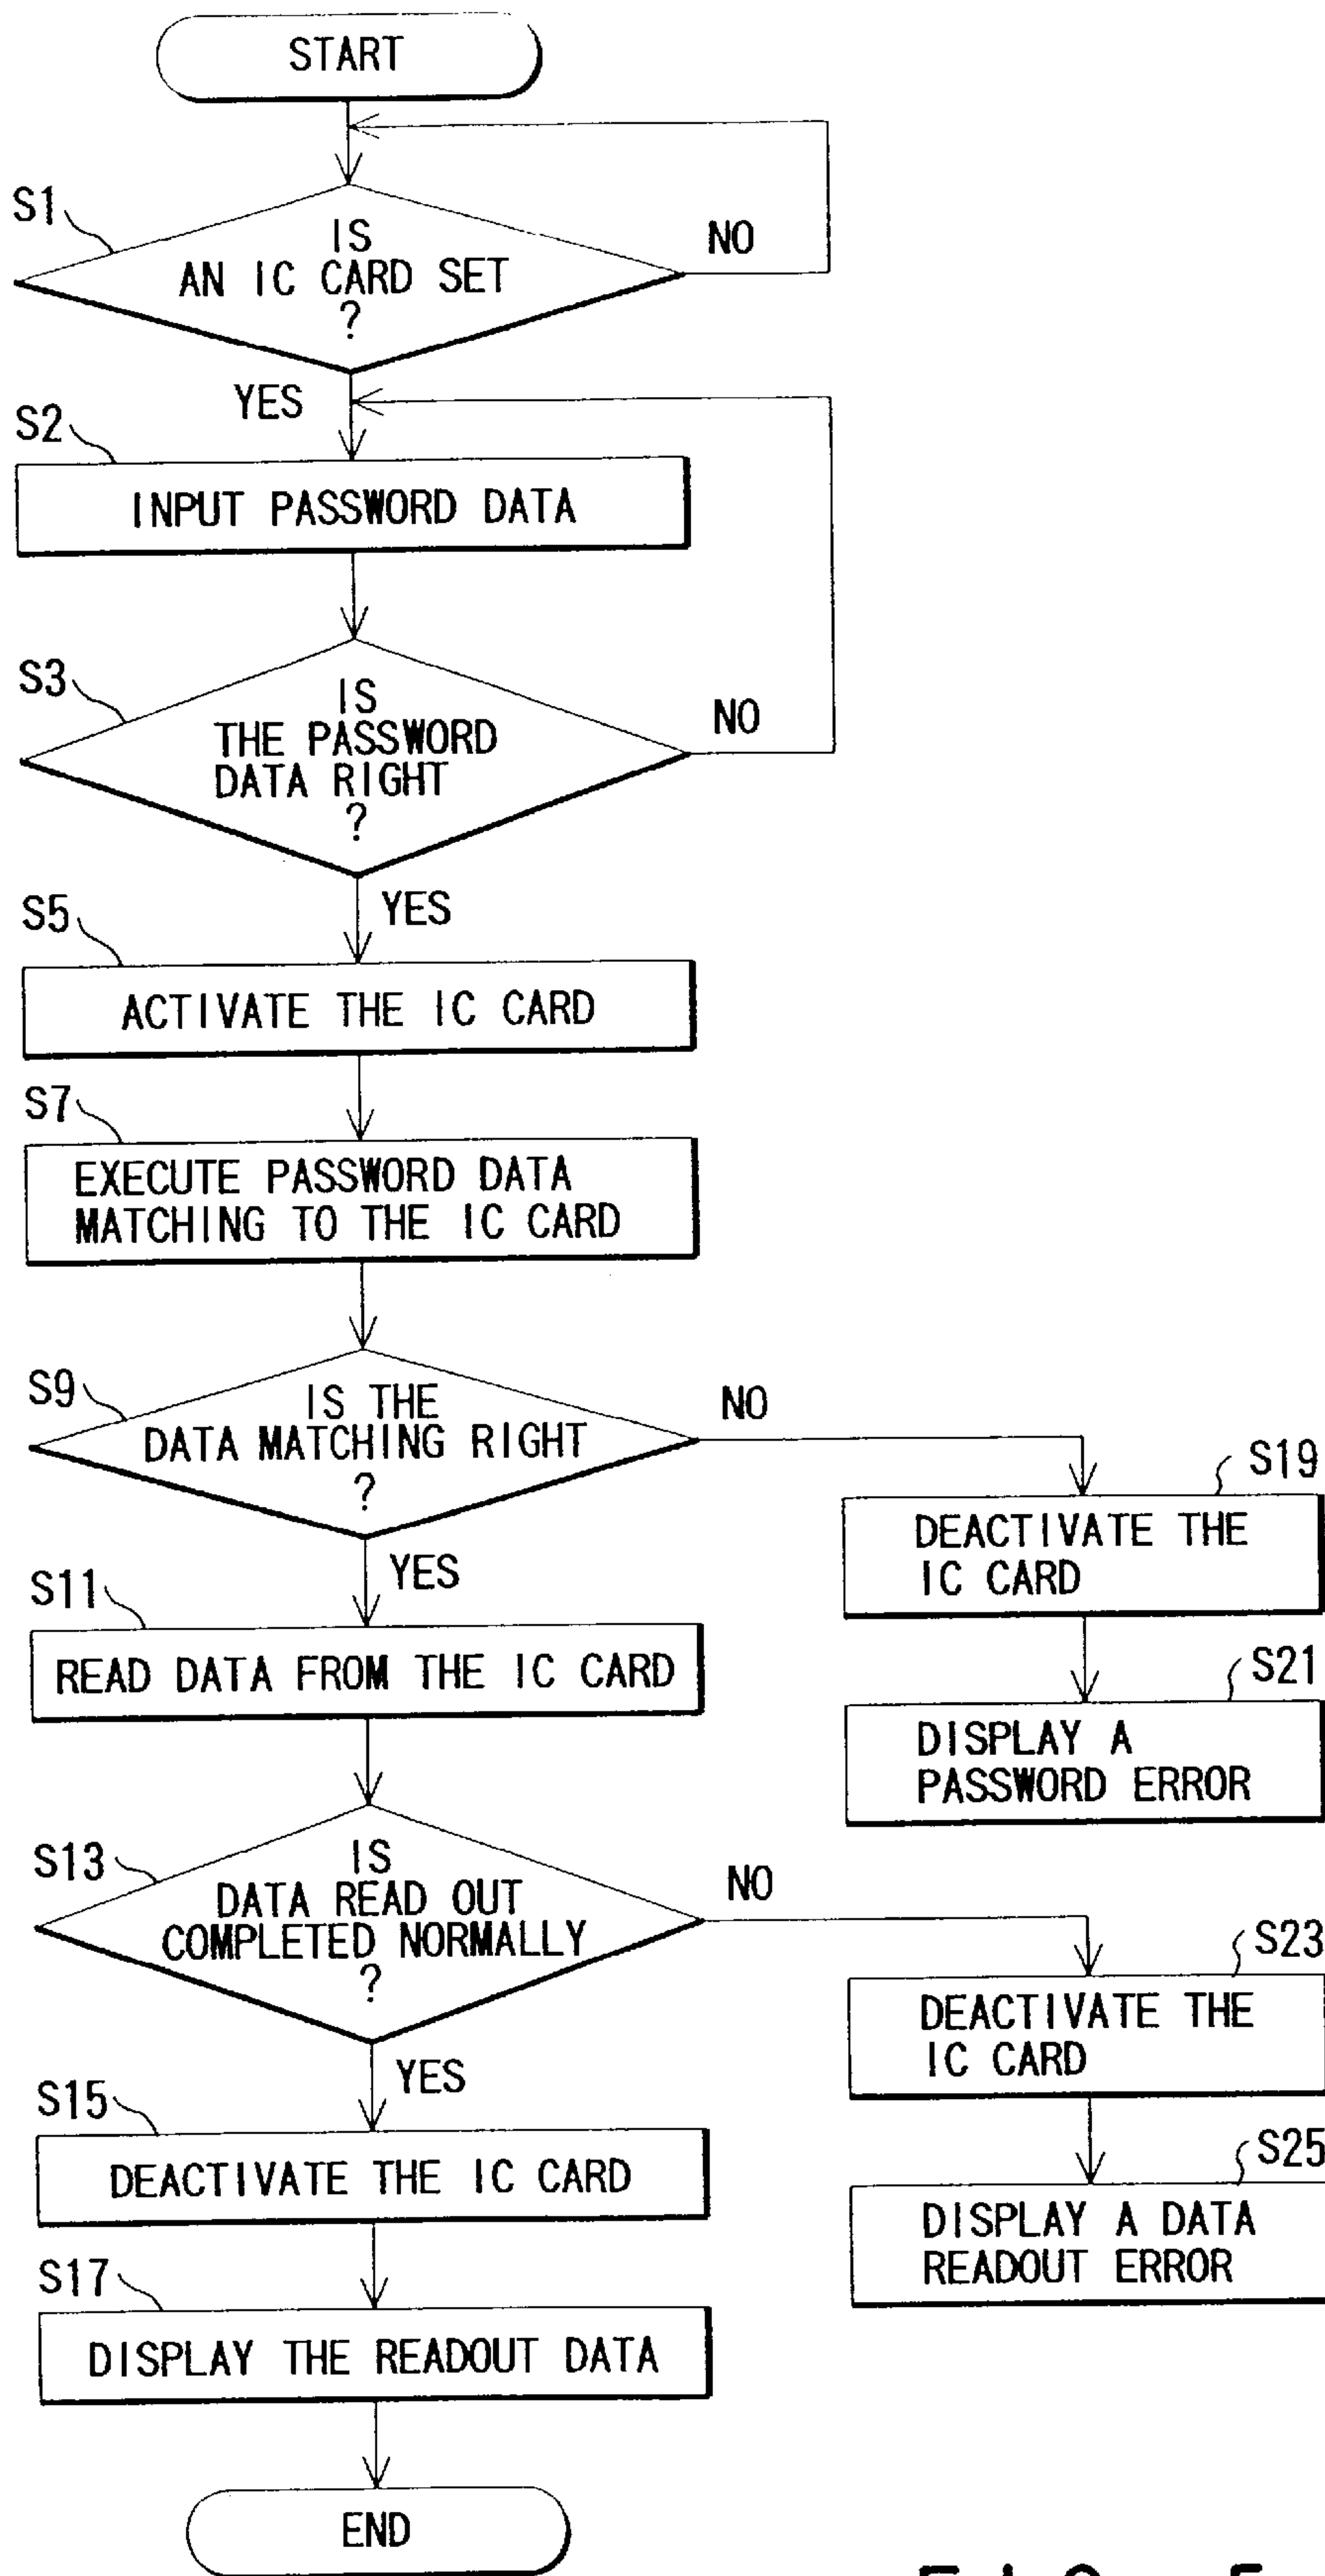 START
S1
IS
AN IC CARD SET
?
NO
YES
S2
INPUT PASSWORD DATA
S3
IS
THE PASSWORD
DATA RIGHT
?
NO
YES
S5
ACTIVATE THE IC CARD
S7
EXECUTE PASSWORD DATA
MATCHING TO THE IC CARD
S9
IS THE
DATA MATCHING RIGHT
?
NO
YES
S19
DEACTIVATE THE
IC CARD
S21
DISPLAY A
PASSWORD ERROR
S11
READ DATA FROM THE IC CARD
S13
IS
DATA READ OUT
COMPLETED NORMALLY
?
NO
YES
S23
DEACTIVATE THE
IC CARD
S25
DISPLAY A DATA
READOUT ERROR
S15
DEACTIVATE THE IC CARD
S17
DISPLAY THE READOUT DATA
END